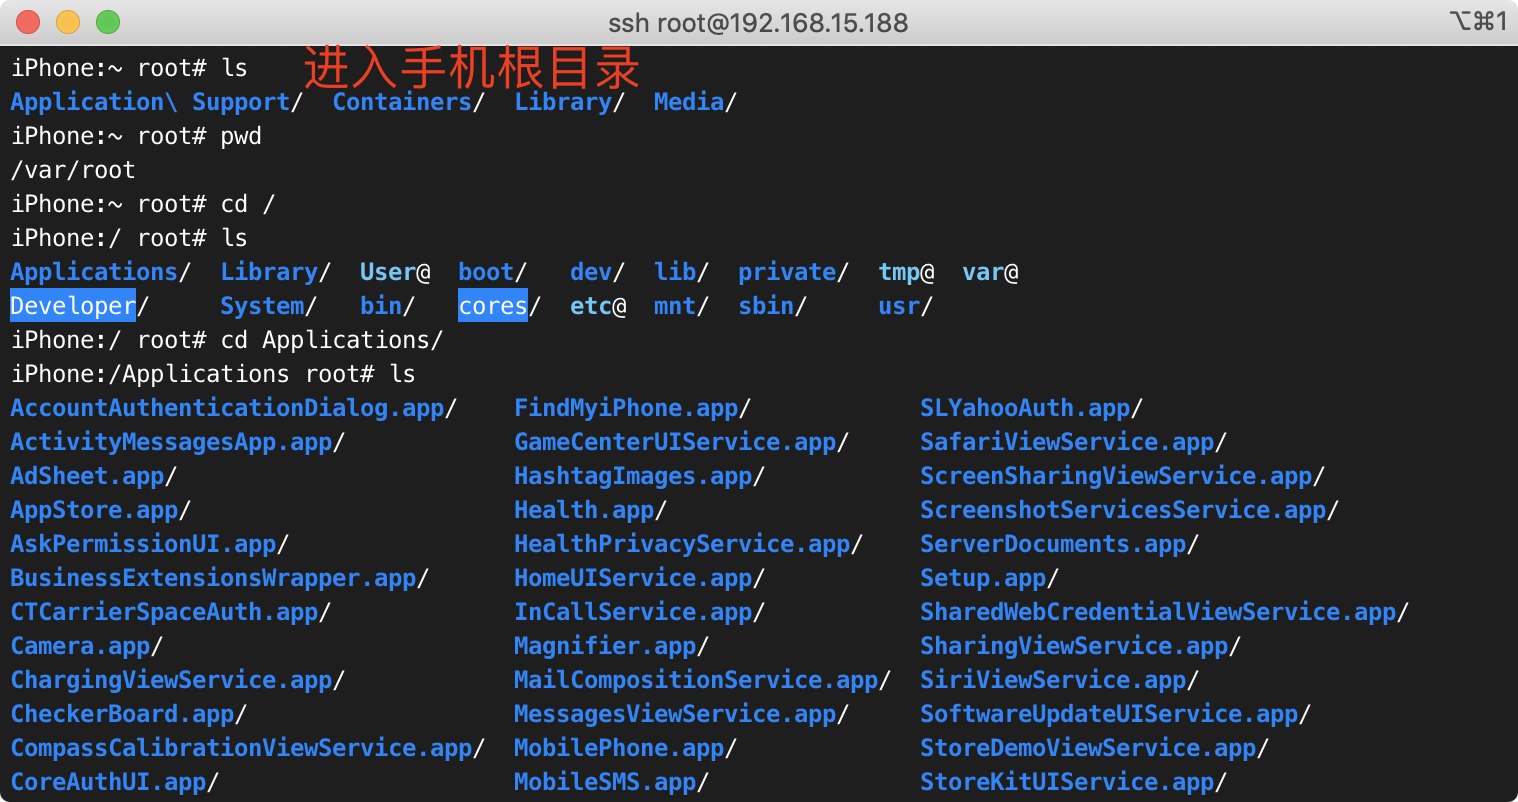 ssh root@192.168.15.188 ⌥⌘1
iPhone:~ root# ls 进入手机根目录
Application\ Support/ Containers/ Library/ Media/
iPhone:~ root# pwd
/var/root
iPhone:~ root# cd /
iPhone:/ root# ls
Applications/ Library/ User@ boot/ dev/ lib/ private/ tmp@ var@
Developer/ System/ bin/ cores/ etc@ mnt/ sbin/ usr/
iPhone:/ root# cd Applications/
iPhone:/Applications root# ls
AccountAuthenticationDialog.app/ FindMyiPhone.app/ SLYahooAuth.app/
ActivityMessagesApp.app/ GameCenterUIService.app/ SafariViewService.app/
AdSheet.app/ HashtagImages.app/ ScreenSharingViewService.app/
AppStore.app/ Health.app/ ScreenshotServicesService.app/
AskPermissionUI.app/ HealthPrivacyService.app/ ServerDocuments.app/
BusinessExtensionsWrapper.app/ HomeUIService.app/ Setup.app/
CTCarrierSpaceAuth.app/ InCallService.app/ SharedWebCredentialViewService.app/
Camera.app/ Magnifier.app/ SharingViewService.app/
ChargingViewService.app/ MailCompositionService.app/ SiriViewService.app/
CheckerBoard.app/ MessagesViewService.app/ SoftwareUpdateUIService.app/
CompassCalibrationViewService.app/ MobilePhone.app/ StoreDemoViewService.app/
CoreAuthUI.app/ MobileSMS.app/ StoreKitUIService.app/